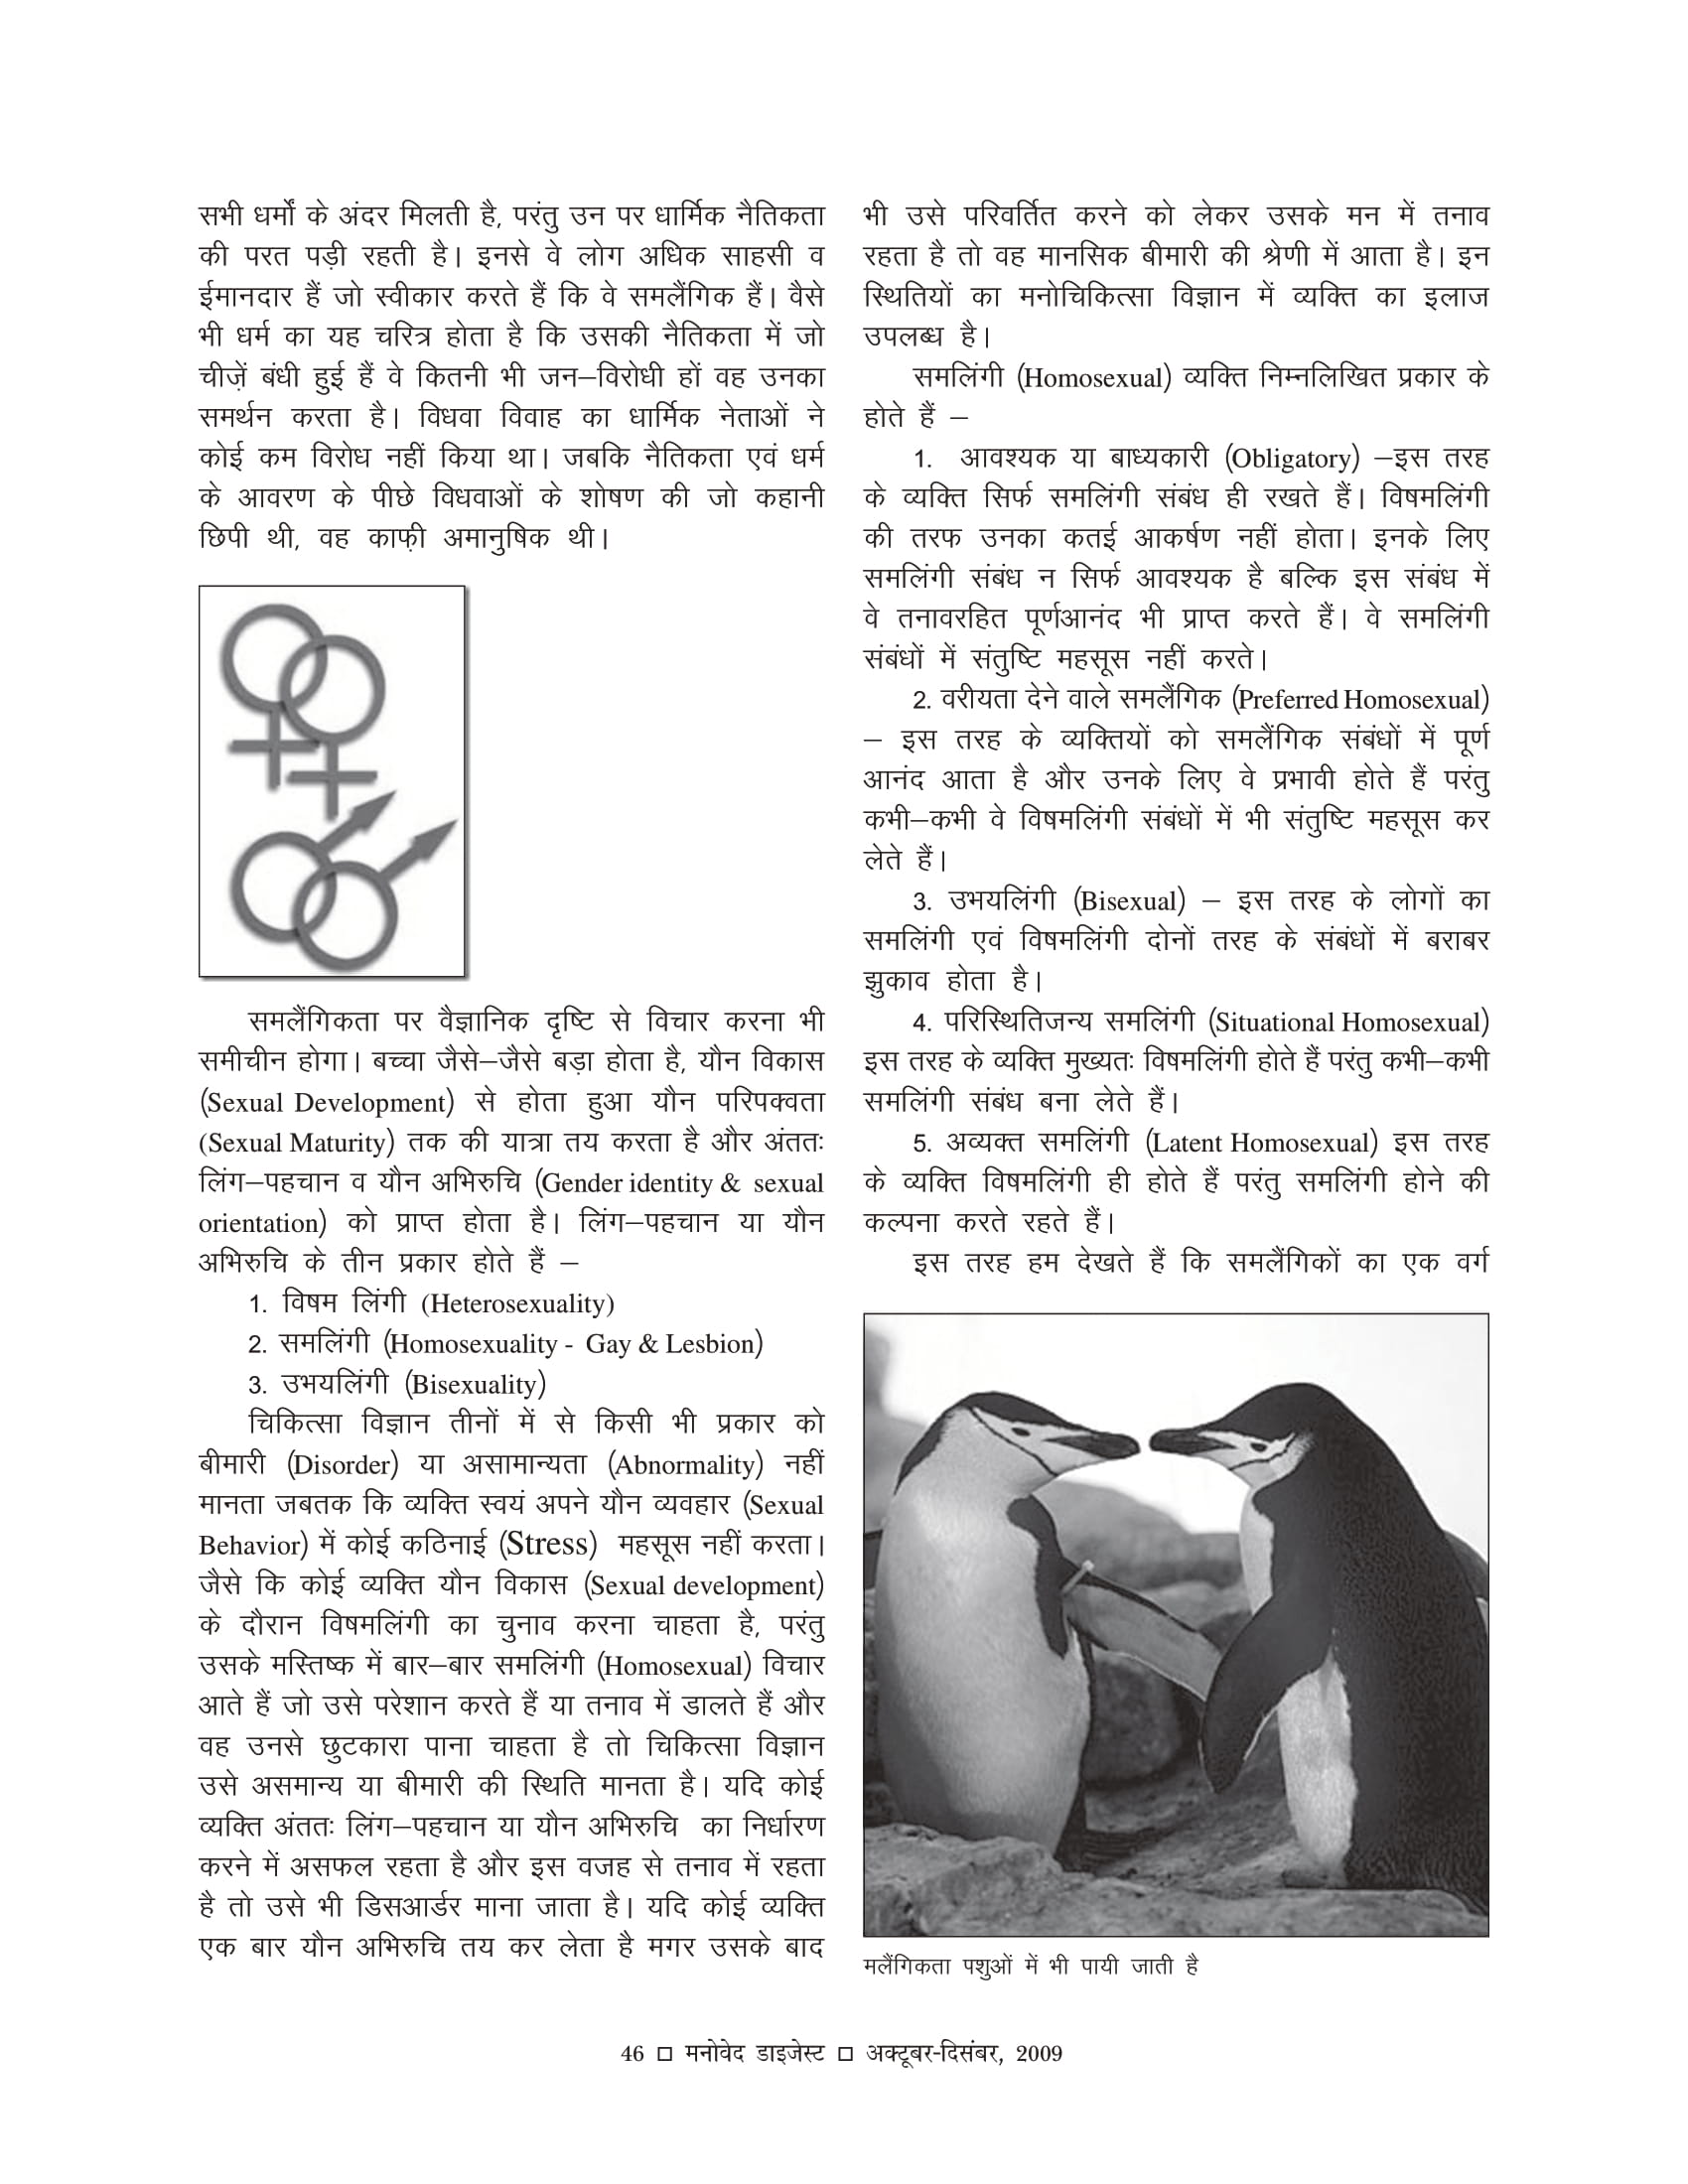 सभी धर्मों के अंदर मिलती है, परंतु उन पर धार्मिक नैतिकता
की परत पड़ी रहती है। इनसे वे लोग अधिक साहसी व
ईमानदार हैं जो स्वीकार करते हैं कि वे समलैंगिक हैं। वैसे
भी धर्म का यह चरित्र होता है कि उसकी नैतिकता में जो
चीज़ें बंधी हुई हैं वे कितनी भी जन–विरोधी हों वह उनका
समर्थन करता है। विधवा विवाह का धार्मिक नेताओं ने
कोई कम विरोध नहीं किया था। जबकि नैतिकता एवं धर्म
के आवरण के पीछे विधवाओं के शोषण की जो कहानी
छिपी थी, वह काफ़ी अमानुषिक थी।
समलैंगिकता पर वैज्ञानिक दृष्टि से विचार करना भी
समीचीन होगा। बच्चा जैसे–जैसे बड़ा होता है, यौन विकास
(Sexual Development) से होता हुआ यौन परिपक्वता
(Sexual Maturity) तक की यात्रा तय करता है और अंततः
लिंग–पहचान व यौन अभिरुचि (Gender identity & sexual
orientation) को प्राप्त होता है। लिंग–पहचान या यौन
अभिरुचि के तीन प्रकार होते हैं –
1. विषम लिंगी (Heterosexuality)
2. समलिंगी (Homosexuality - Gay & Lesbion)
3. उभयलिंगी (Bisexuality)
चिकित्सा विज्ञान तीनों में से किसी भी प्रकार को
बीमारी (Disorder) या असामान्यता (Abnormality) नहीं
मानता जबतक कि व्यक्ति स्वयं अपने यौन व्यवहार (Sexual
Behavior) में कोई कठिनाई (Stress) महसूस नहीं करता।
जैसे कि कोई व्यक्ति यौन विकास (Sexual development)
के दौरान विषमलिंगी का चुनाव करना चाहता है, परंतु
उसके मस्तिष्क में बार–बार समलिंगी (Homosexual) विचार
आते हैं जो उसे परेशान करते हैं या तनाव में डालते हैं और
वह उनसे छुटकारा पाना चाहता है तो चिकित्सा विज्ञान
उसे असमान्य या बीमारी की स्थिति मानता है। यदि कोई
व्यक्ति अंततः लिंग–पहचान या यौन अभिरुचि का निर्धारण
करने में असफल रहता है और इस वजह से तनाव में रहता
है तो उसे भी डिसआर्डर माना जाता है। यदि कोई व्यक्ति
एक बार यौन अभिरुचि तय कर लेता है मगर उसके बाद
भी उसे परिवर्तित करने को लेकर उसके मन में तनाव
रहता है तो वह मानसिक बीमारी की श्रेणी में आता है। इन
स्थितियों का मनोचिकित्सा विज्ञान में व्यक्ति का इलाज
उपलब्ध है।
समलिंगी (Homosexual) व्यक्ति निम्नलिखित प्रकार के
होते हैं –
1. आवश्यक या बाध्यकारी (Obligatory) –इस तरह
के व्यक्ति सिर्फ समलिंगी संबंध ही रखते हैं। विषमलिंगी
की तरफ उनका कतई आकर्षण नहीं होता। इनके लिए
समलिंगी संबंध न सिर्फ आवश्यक है बल्कि इस संबंध में
वे तनावरहित पूर्णआनंद भी प्राप्त करते हैं। वे समलिंगी
संबंधों में संतुष्टि महसूस नहीं करते।
2. वरीयता देने वाले समलैंगिक (Preferred Homosexual)
– इस तरह के व्यक्तियों को समलैंगिक संबंधों में पूर्ण
आनंद आता है और उनके लिए वे प्रभावी होते हैं परंतु
कभी–कभी वे विषमलिंगी संबंधों में भी संतुष्टि महसूस कर
लेते हैं।
3. उभयलिंगी (Bisexual) – इस तरह के लोगों का
समलिंगी एवं विषमलिंगी दोनों तरह के संबंधों में बराबर
झुकाव होता है।
4. परिस्थितिजन्य समलिंगी (Situational Homosexual)
इस तरह के व्यक्ति मुख्यतः विषमलिंगी होते हैं परंतु कभी–कभी
समलिंगी संबंध बना लेते हैं।
5. अव्यक्त समलिंगी (Latent Homosexual) इस तरह
के व्यक्ति विषमलिंगी ही होते हैं परंतु समलिंगी होने की
कल्पना करते रहते हैं।
इस तरह हम देखते हैं कि समलैंगिकों का एक वर्ग
मलैंगिकता पशुओं में भी पायी जाती है
46 □ मनोवेद डाइजेस्ट □ अक्टूबर-दिसंबर, 2009